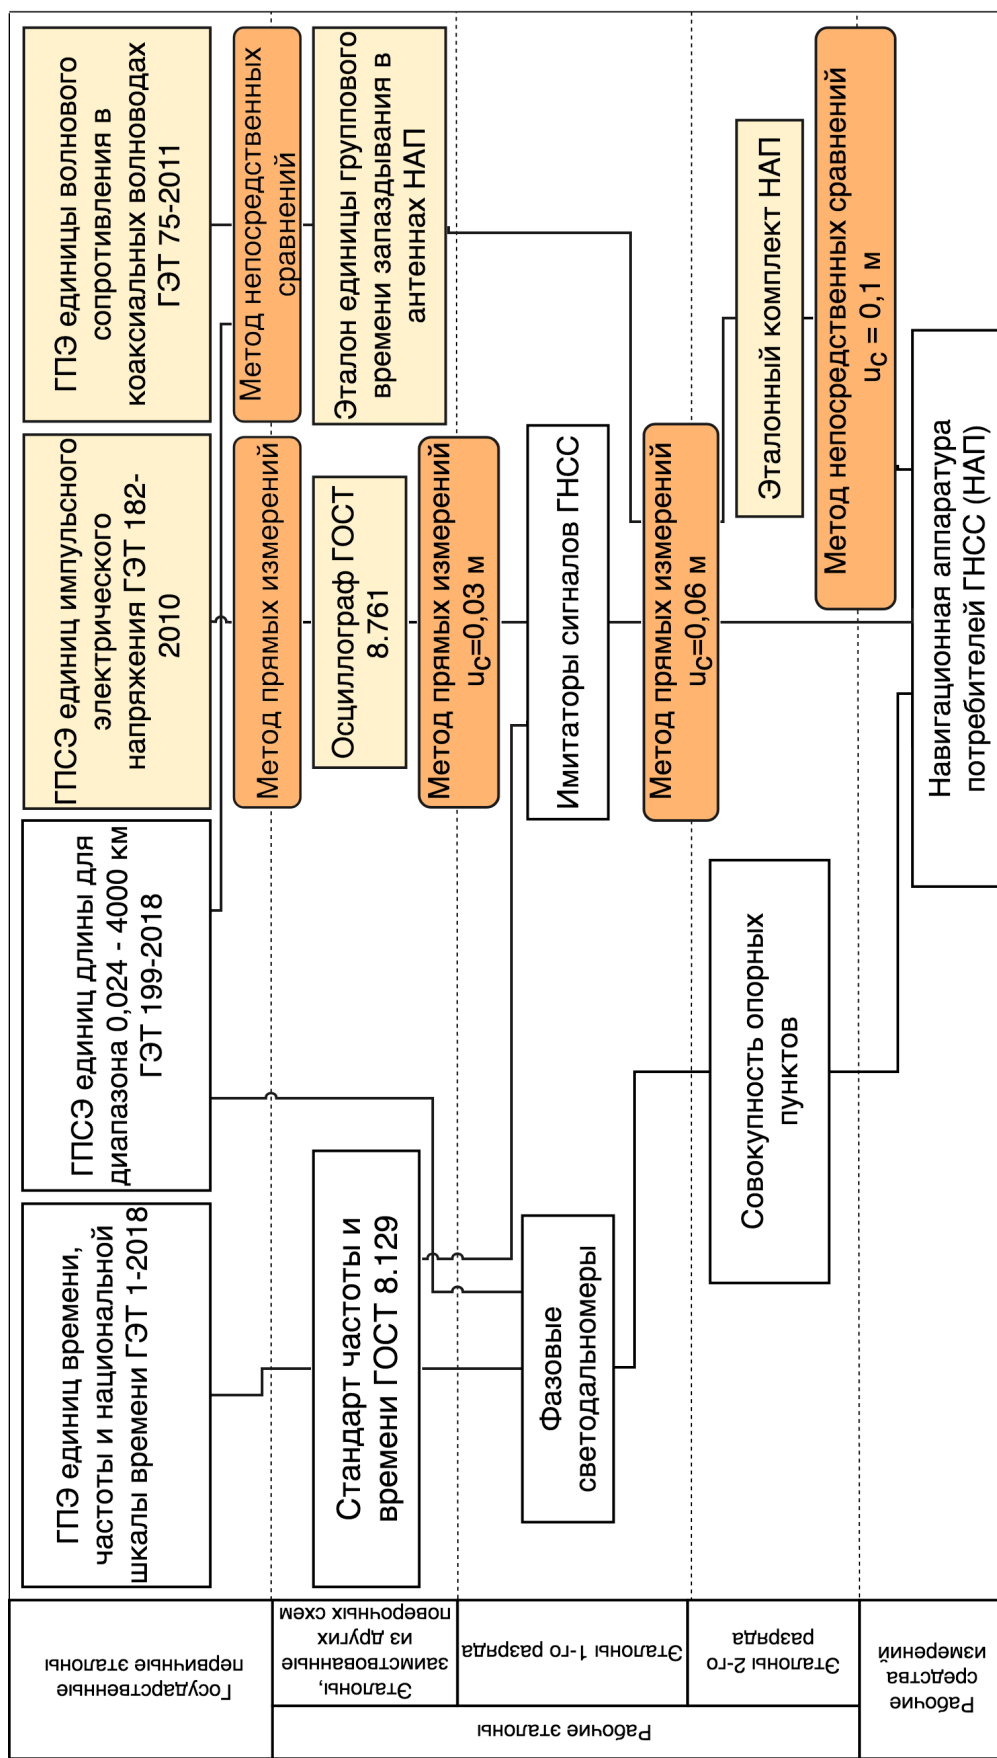 Государственные
первичные эталоны
Рабочие эталоны
Эталоны,
заимствованные
из других
поверочных схем
Эталоны 1-го разряда
Эталоны 2-го
разряда
Рабочие
средства
измерений
ГПЭ единиц времени,
частоты и национальной
шкалы времени ГЭТ 1-2018
ГПСЭ единиц длины для
диапазона 0,024 - 4000 км
ГЭТ 199-2018
ГПСЭ единиц импульсного
электрического
напряжения ГЭТ 182-
2010
ГПЭ единицы волнового
сопротивления в
коаксиальных волноводах
ГЭТ 75-2011
Метод прямых измерений
Метод непосредственных
сравнений
Стандарт частоты и
времени ГОСТ 8.129
Осциллограф ГОСТ
8.761
Эталон единицы группового
времени запаздывания в
антеннах НАП
Метод прямых измерений
uc=0,03 м
Фазовые
светодальномеры
Имитаторы сигналов ГНСС
Метод прямых измерений
uc=0,06 м
Совокупность опорных
пунктов
Эталонный комплект НАП
Метод непосредственных сравнений
uc = 0,1 м
Навигационная аппаратура
потребителей ГНСС (НАП)